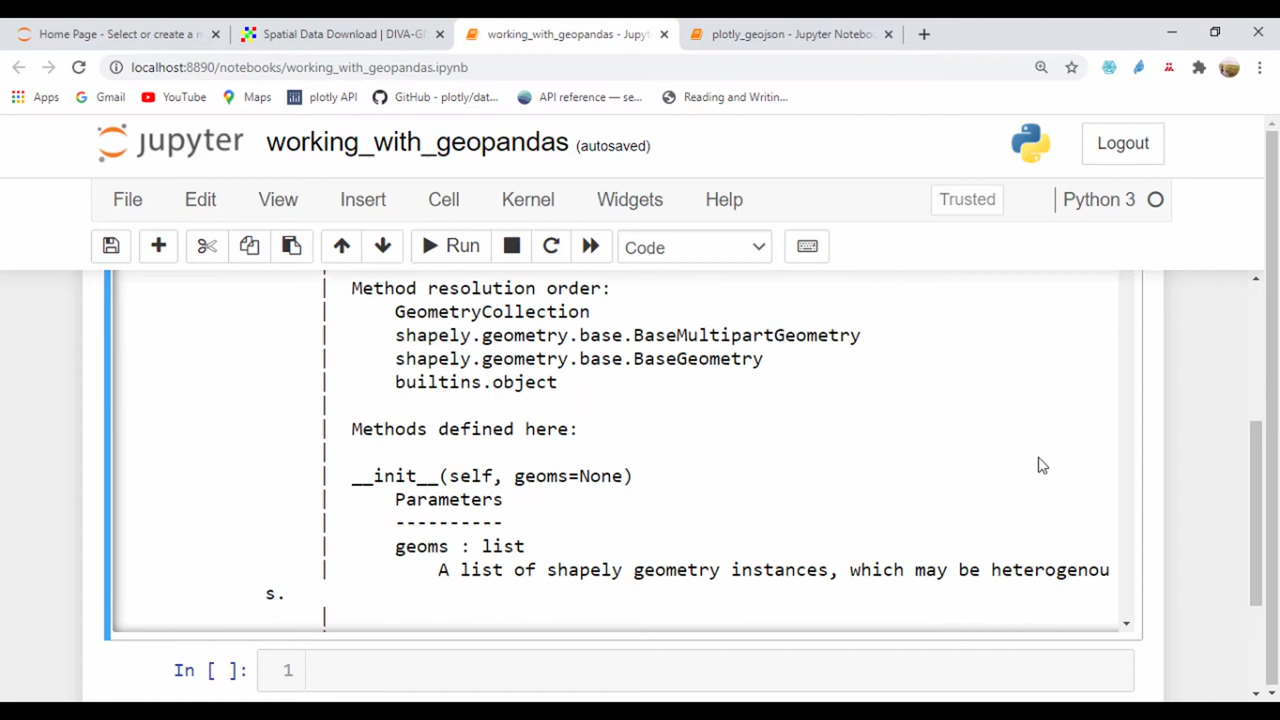 Home Page - Select or create a n
Spatial Data Download | DIVA-GI
working_with_geopandas - Jupyt
plotly_geojson - Jupyter Notebo
localhost:8890/notebooks/working_with_geopandas.ipynb
Apps
Gmail
YouTube
Maps
plotly API
GitHub - plotly/dat...
API reference — se...
Reading and Writin...
jupyter
working_with_geopandas (autosaved)
Logout
File
Edit
View
Insert
Cell
Kernel
Widgets
Help
Trusted
Python 3
Run
Code
| Method resolution order:
| GeometryCollection
| shapely.geometry.base.BaseMultipartGeometry
| shapely.geometry.base.BaseGeometry
| builtins.object
|
| Methods defined here:
|
| __init__(self, geoms=None)
| Parameters
| ----------
| geoms : list
| A list of shapely geometry instances, which may be heterogenou
s.
|
In [ ]: 1